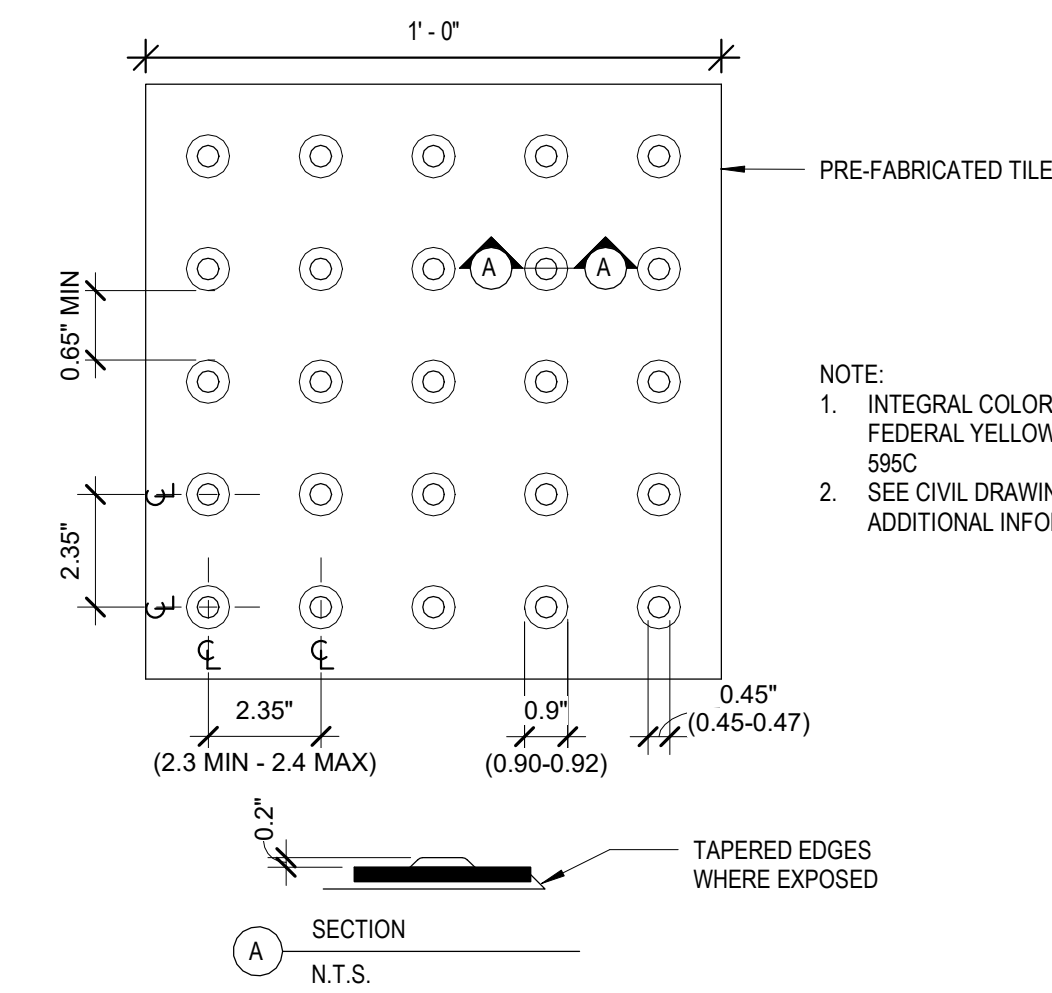 1' - 0"
PRE-FABRICATED TILE
A A
0.65" MIN
NOTE:
1. INTEGRAL COLOR
FEDERAL YELLOW
595C
2. SEE CIVIL
ADDITIONAL
2.35"
℄
℄
℄ ℄
2.35"
(2.3 MIN - 2.4 MAX)
0.9"
(0.90-0.92)
0.45"
(0.45-0.47)
0.2"
TAPERED EDGES
WHERE EXPOSED
A SECTION
N.T.S.